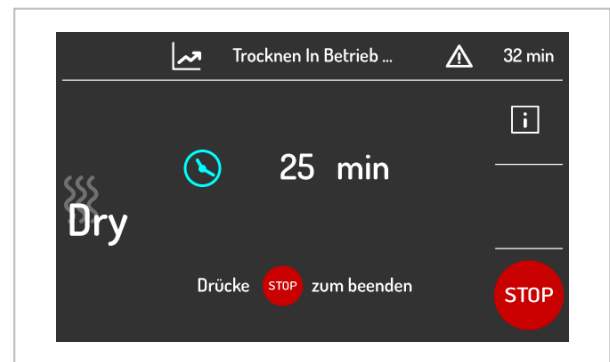 Trocknen In Betrieb ... 32 min
i
25 min
Dry
Drücke STOP zum beenden
STOP